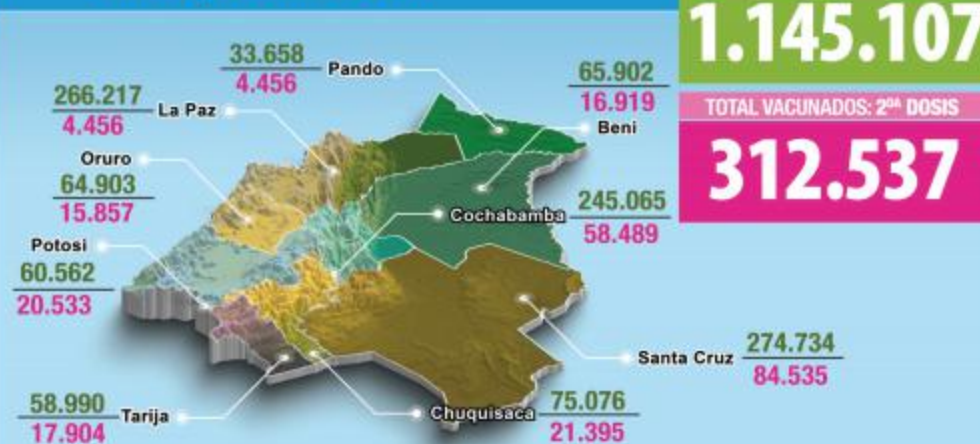 1.145.107
TOTAL VACUNADOS: 2DA DOSIS
312.537
33.658
4.456
Pando
65.902
16.919
Beni
266.217
4.456
La Paz
Oruro
64.903
15.857
Cochabamba
245.065
58.489
Potosi
60.562
20.533
Santa Cruz
274.734
84.535
58.990
17.904
Tarija
Chuquisaca
75.076
21.395